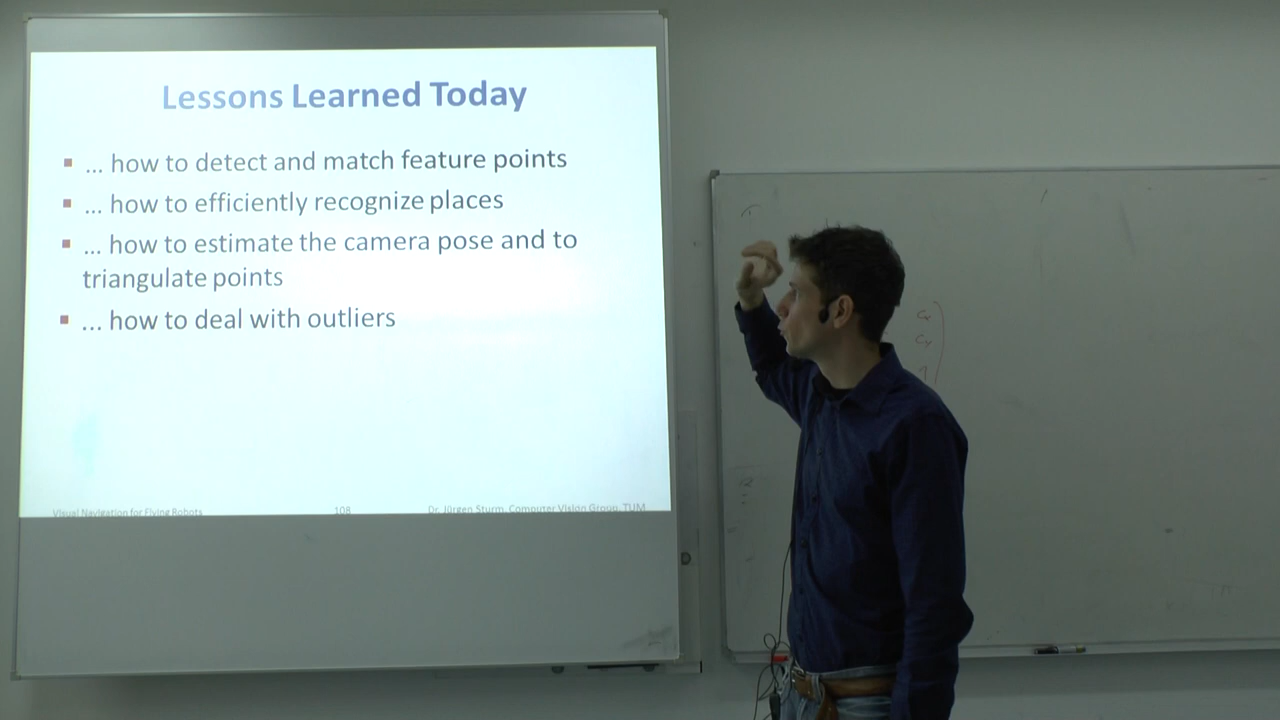 Lessons Learned Today
... how to detect and match feature points
... how to efficiently recognize places
... how to estimate the camera pose and to
triangulate points
... how to deal with outliers
Visual Navigation for Flying Robots
108
Dr. Jürgen Sturm, Computer Vision Group, TUM